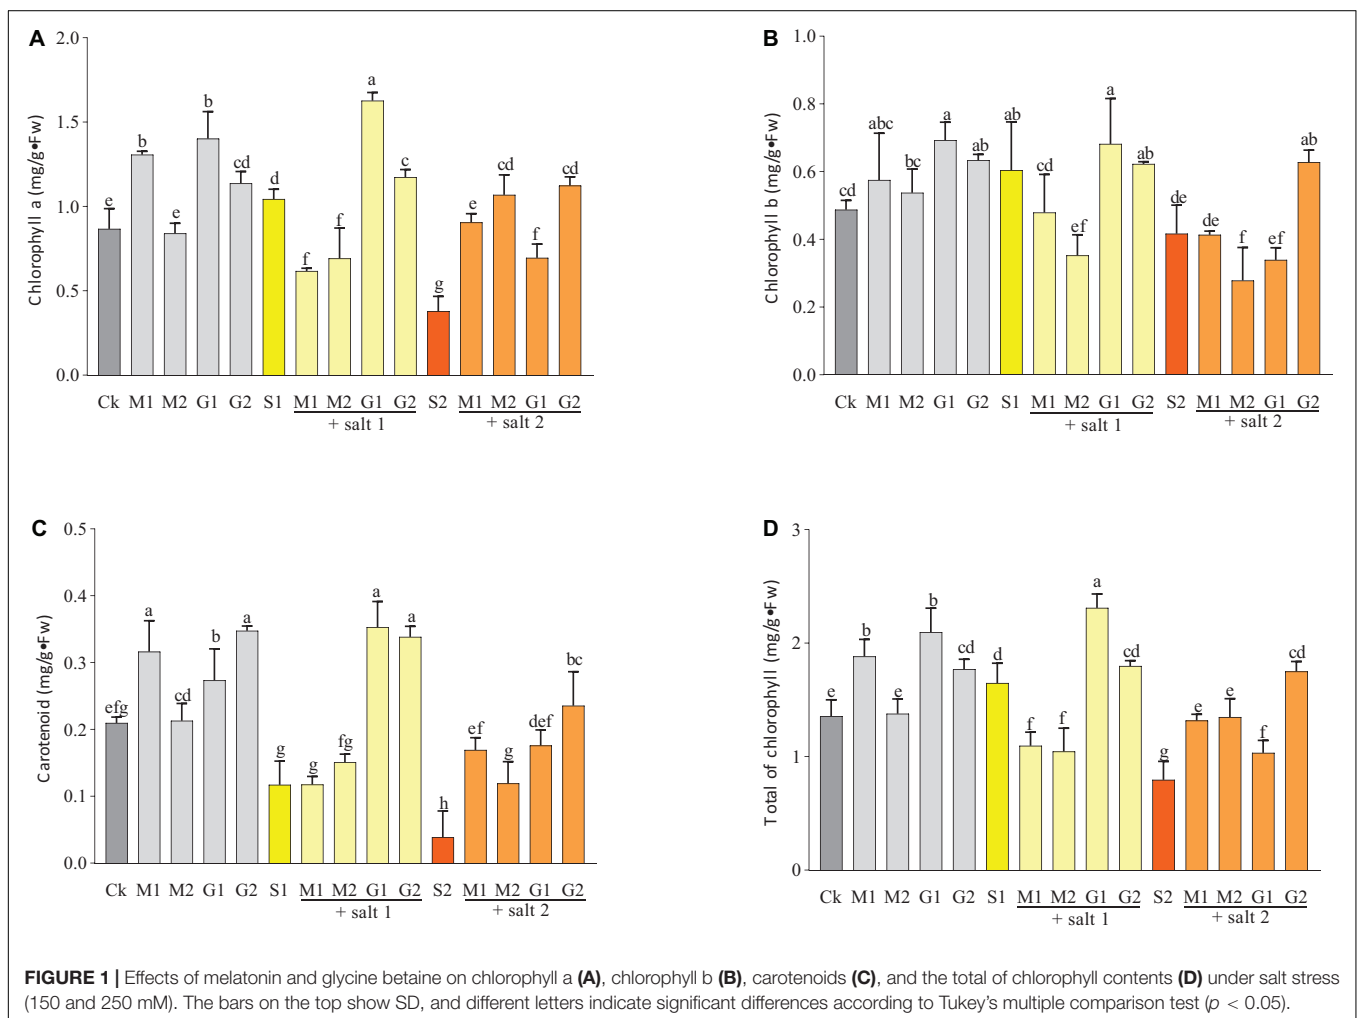 A
2.0
1.5
1.0
0.5
0.0
Chlorophyll a (mg/g•Fw)
e b e b cd d f f a c g e cd f cd
Ck M1 M2 G1 G2 S1 M1 M2 G1 G2 S2 M1 M2 G1 G2
+ salt 1 + salt 2
B
1.0
0.8
0.6
0.4
0.2
0.0
Chlorophyll b (mg/g•Fw)
cd abc bc a ab ab cd ef a ab de de f ef ab
Ck M1 M2 G1 G2 S1 M1 M2 G1 G2 S2 M1 M2 G1 G2
+ salt 1 + salt 2
C
0.5
0.4
0.3
0.2
0.1
0.0
Carotenoid (mg/g•Fw)
efg a cd b a g g fg a a h ef g def bc
Ck M1 M2 G1 G2 S1 M1 M2 G1 G2 S2 M1 M2 G1 G2
+ salt 1 + salt 2
D
3
2
1
0
Total of chlorophyll (mg/g•Fw)
e b e b cd d f f a cd g e e f cd
Ck M1 M2 G1 G2 S1 M1 M2 G1 G2 S2 M1 M2 G1 G2
+ salt 1 + salt 2
FIGURE 1 | Effects of melatonin and glycine betaine on chlorophyll a (A), chlorophyll b (B), carotenoids (C), and the total of chlorophyll contents (D) under salt stress
(150 and 250 mM). The bars on the top show SD, and different letters indicate significant differences according to Tukey's multiple comparison test (p < 0.05).